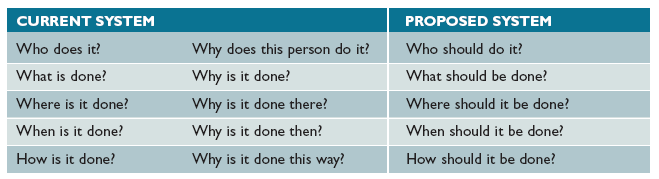 CURRENT SYSTEM PROPOSED SYSTEM
Who does it? Why does this person do it? Who should do it?
What is done? Why is it done? What should be done?
Where is it done? Why is it done there? Where should it be done?
When is it done? Why is it done then? When should it be done?
How is it done? Why is it done this way? How should it be done?